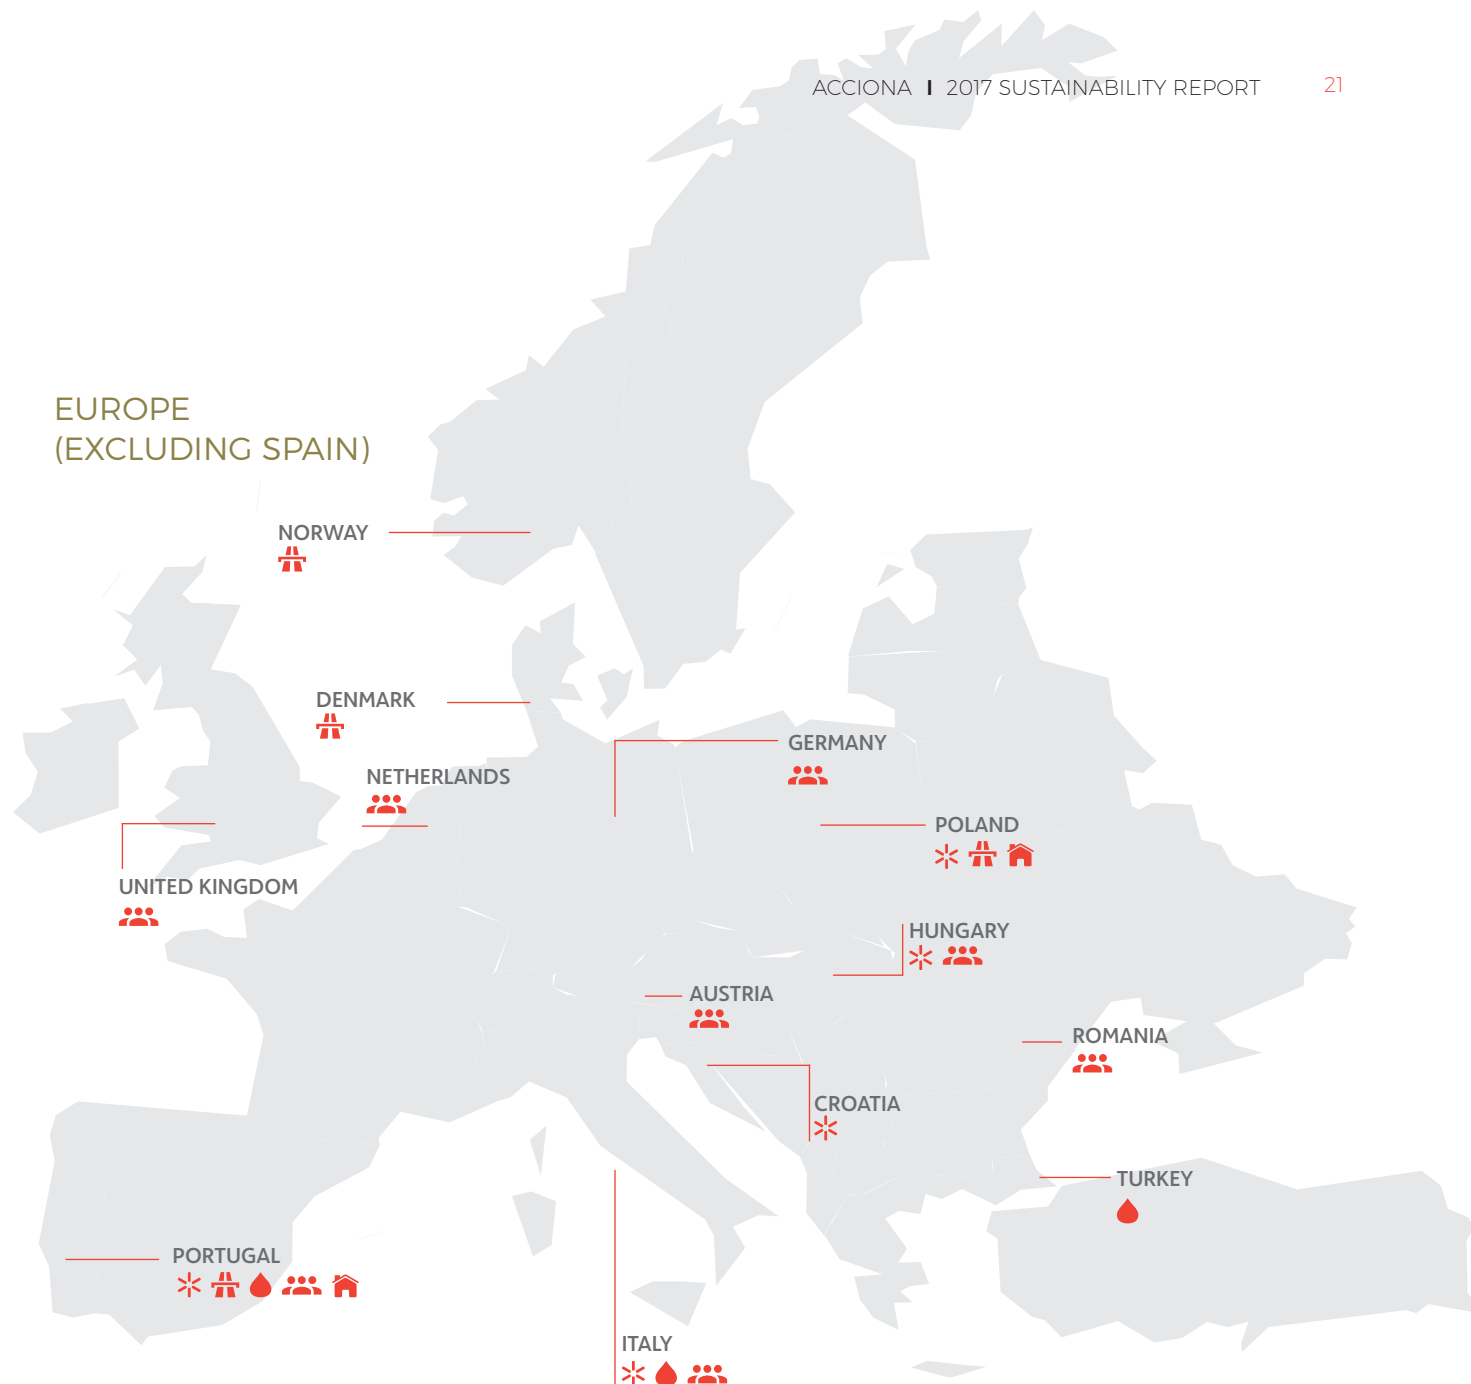 ACCIONA I 2017 SUSTAINABILITY REPORT 21
EUROPE
(EXCLUDING SPAIN)
NORWAY
DENMARK
GERMANY
NETHERLANDS
POLAND
UNITED KINGDOM
HUNGARY
AUSTRIA
ROMANIA
CROATIA
TURKEY
PORTUGAL
ITALY